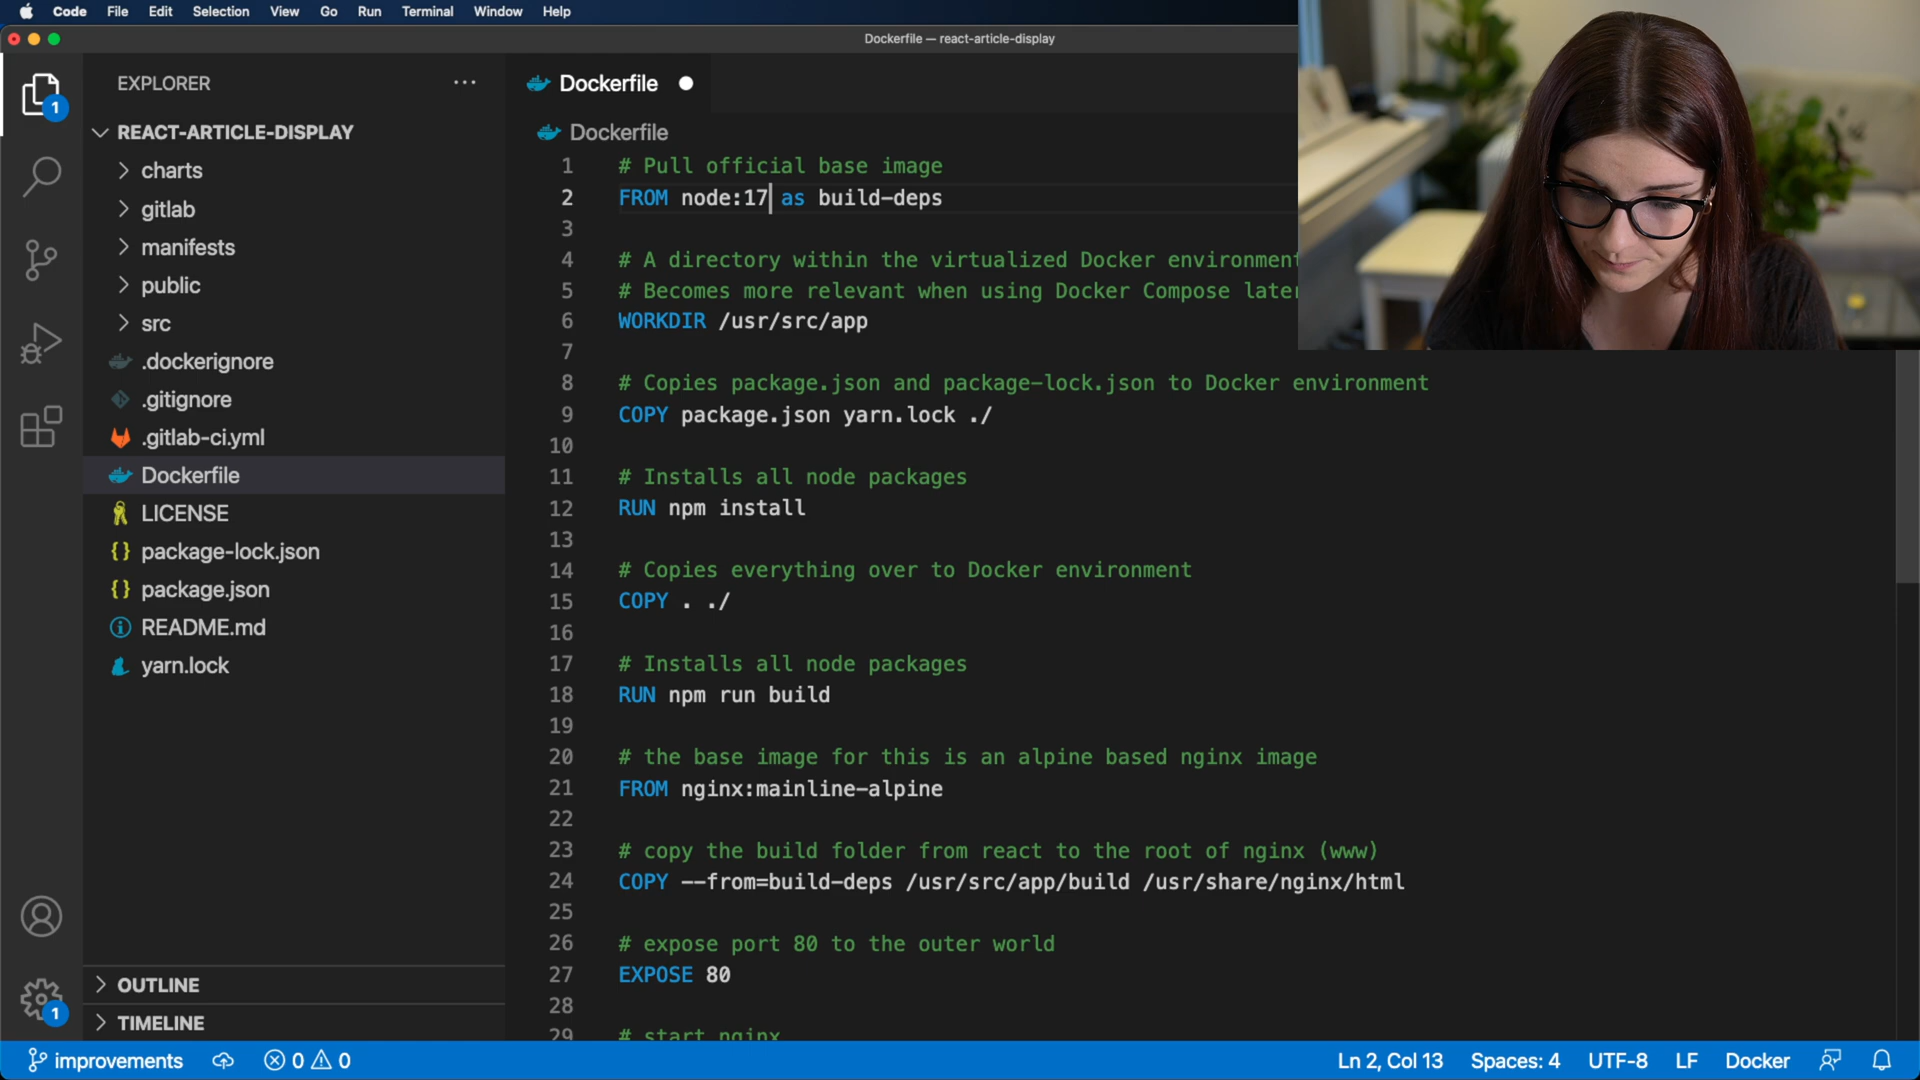 Code File Edit Selection View Go Run Terminal Window Help
Dockerfile — react-article-display
EXPLORER
Dockerfile
1
REACT-ARTICLE-DISPLAY
charts
gitlab
manifests
public
src
.dockerignore
.gitignore
.gitlab-ci.yml
Dockerfile
LICENSE
package-lock.json
package.json
README.md
yarn.lock
OUTLINE
TIMELINE
1
Dockerfile
1 # Pull official base image
2 FROM node:17 as build-deps
3
4 # A directory within the virtualized Docker environment
5 # Becomes more relevant when using Docker Compose later
6 WORKDIR /usr/src/app
7
8 # Copies package.json and package-lock.json to Docker environment
9 COPY package.json yarn.lock ./
10
11 # Installs all node packages
12 RUN npm install
13
14 # Copies everything over to Docker environment
15 COPY . ./
16
17 # Installs all node packages
18 RUN npm run build
19
20 # the base image for this is an alpine based nginx image
21 FROM nginx:mainline-alpine
22
23 # copy the build folder from react to the root of nginx (www)
24 COPY --from=build-deps /usr/src/app/build /usr/share/nginx/html
25
26 # expose port 80 to the outer world
27 EXPOSE 80
28
29 # start nginx
improvements 0 0 Ln 2, Col 13 Spaces: 4 UTF-8 LF Docker